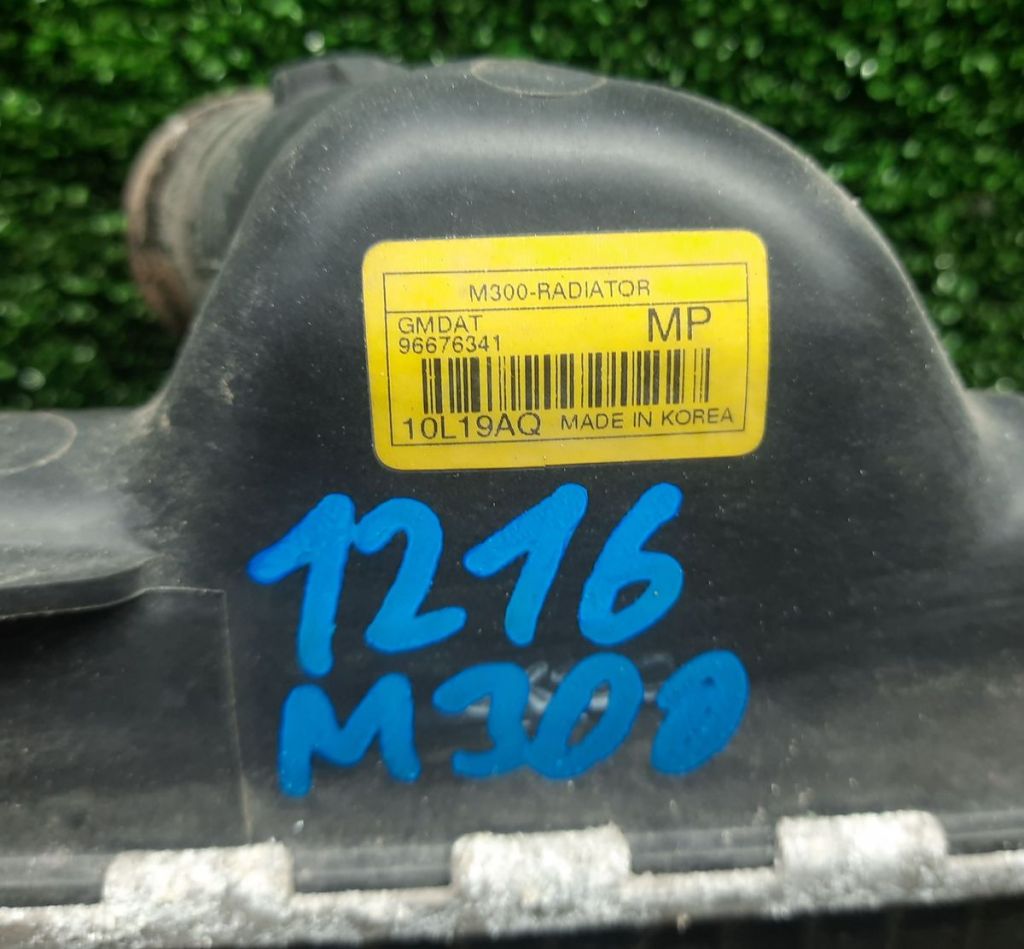 M300-RADIATOR
GMDAT MP
96676341
10L19AQ MADE IN KOREA
1216
M300